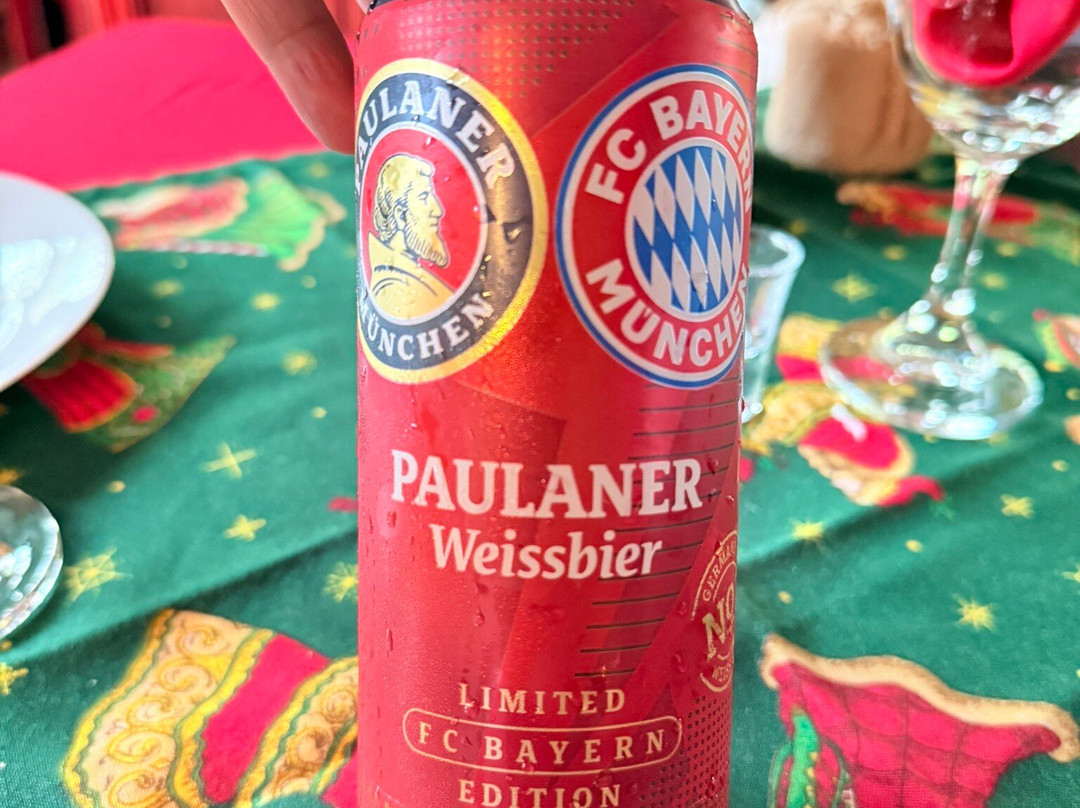 PAULANER
MÜNCHEN
FC BAYERN
MÜNCHEN
PAULANER
Weissbier
LIMITED
FC BAYERN
EDITION